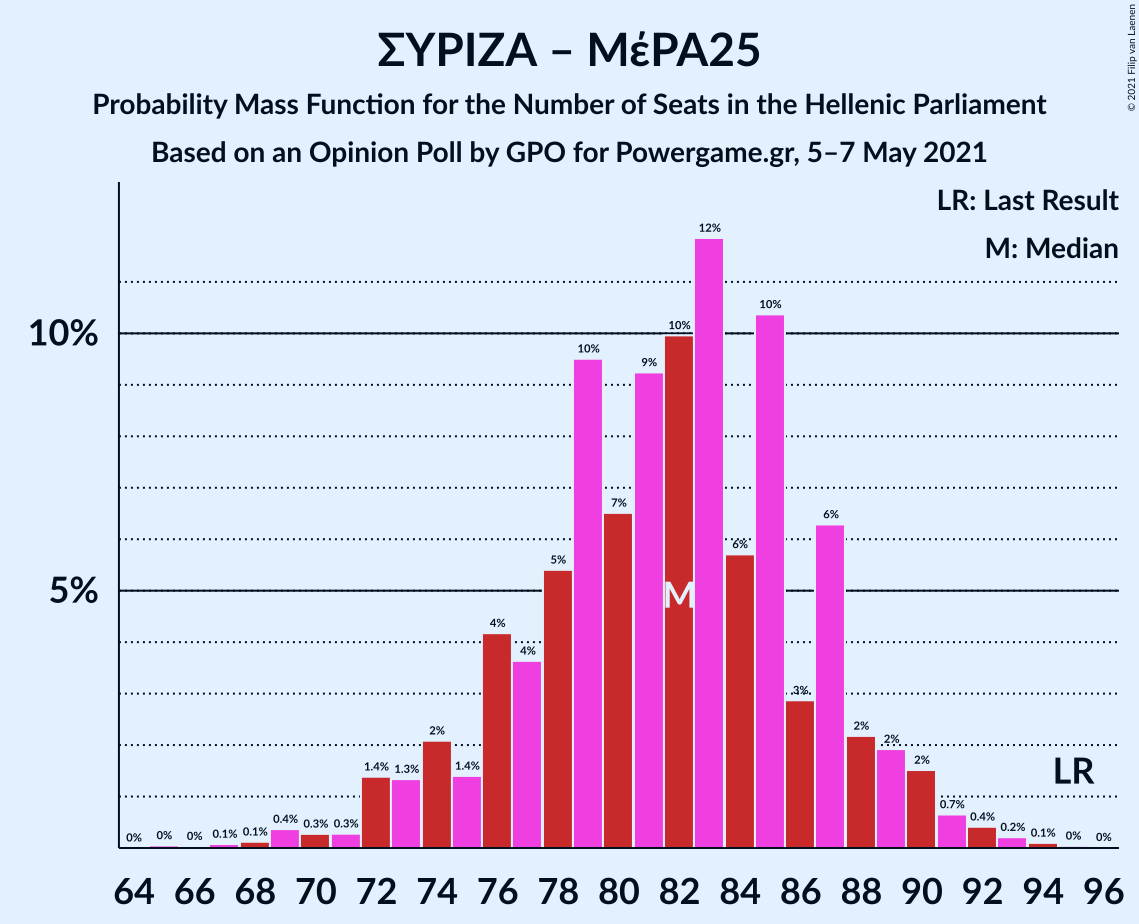 ΣΥΡΙΖΑ – ΜέΡΑ25
Probability Mass Function for the Number of Seats in the Hellenic Parliament
Based on an Opinion Poll by GPO for Powergame.gr, 5–7 May 2021
© 2021 Filip van Laenen
LR: Last Result
M: Median
10%
5%
0% 0% 0% 0.1% 0.1% 0.4% 0.3% 0.3% 1.4% 1.3% 2% 1.4% 4% 4% 5% 10% 7% 9% 10% 12% 6% 10% 3% 6% 2% 2% 2% 0.7% 0.4% 0.2% 0.1% 0% 0%
M
LR
64 66 68 70 72 74 76 78 80 82 84 86 88 90 92 94 96